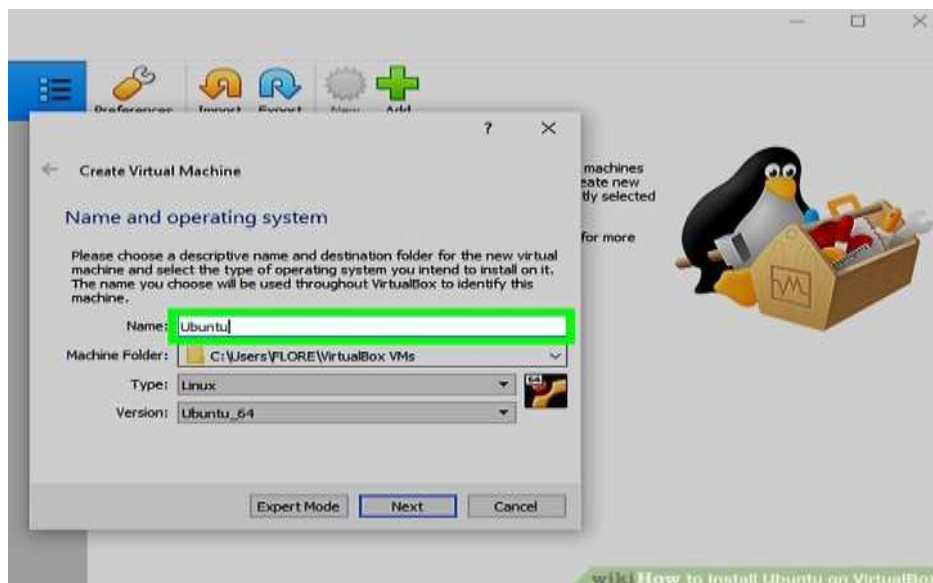 Preferences Import Export New Add
? ×
Create Virtual Machine
Name and operating system
Please choose a descriptive name and destination folder for the new virtual
machine and select the type of operating system you intend to install on it.
The name you choose will be used throughout VirtualBox to identify this
machine.
Name: Ubuntu
Machine Folder: C:\Users\FLORE\VirtualBox VMs
Type: Linux
64
Version: Ubuntu_64
Expert Mode Next Cancel
machines
eate new
tly selected
for more
wikiHow to Install Ubuntu on VirtualBox